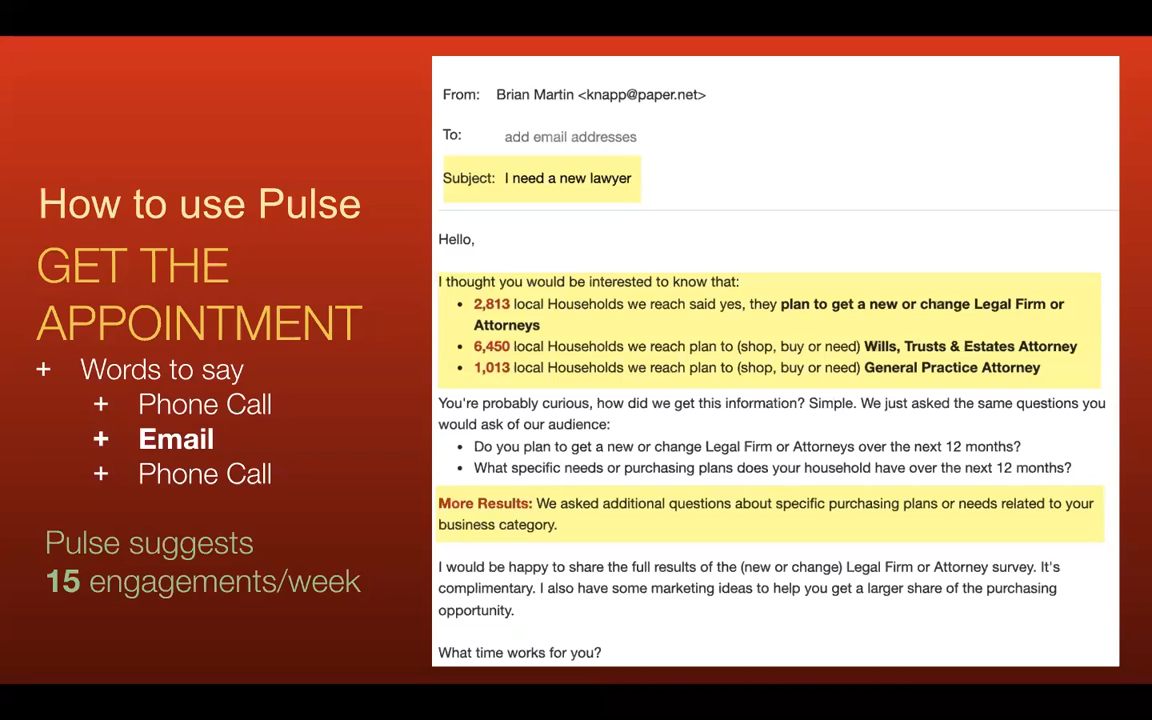 How to use Pulse
GET THE
APPOINTMENT
+ Words to say
+ Phone Call
+ Email
+ Phone Call
Pulse suggests
15 engagements/week
From: Brian Martin <knapp@paper.net>
To: add email addresses
Subject: I need a new lawyer
Hello,
I thought you would be interested to know that:
• 2,813 local Households we reach said yes, they plan to get a new or change Legal Firm or
Attorneys
• 6,450 local Households we reach plan to (shop, buy or need) Wills, Trusts & Estates Attorney
• 1,013 local Households we reach plan to (shop, buy or need) General Practice Attorney
You're probably curious, how did we get this information? Simple. We just asked the same questions you
would ask of our audience:
• Do you plan to get a new or change Legal Firm or Attorneys over the next 12 months?
• What specific needs or purchasing plans does your household have over the next 12 months?
More Results: We asked additional questions about specific purchasing plans or needs related to your
business category.
I would be happy to share the full results of the (new or change) Legal Firm or Attorney survey. It's
complimentary. I also have some marketing ideas to help you get a larger share of the purchasing
opportunity.
What time works for you?